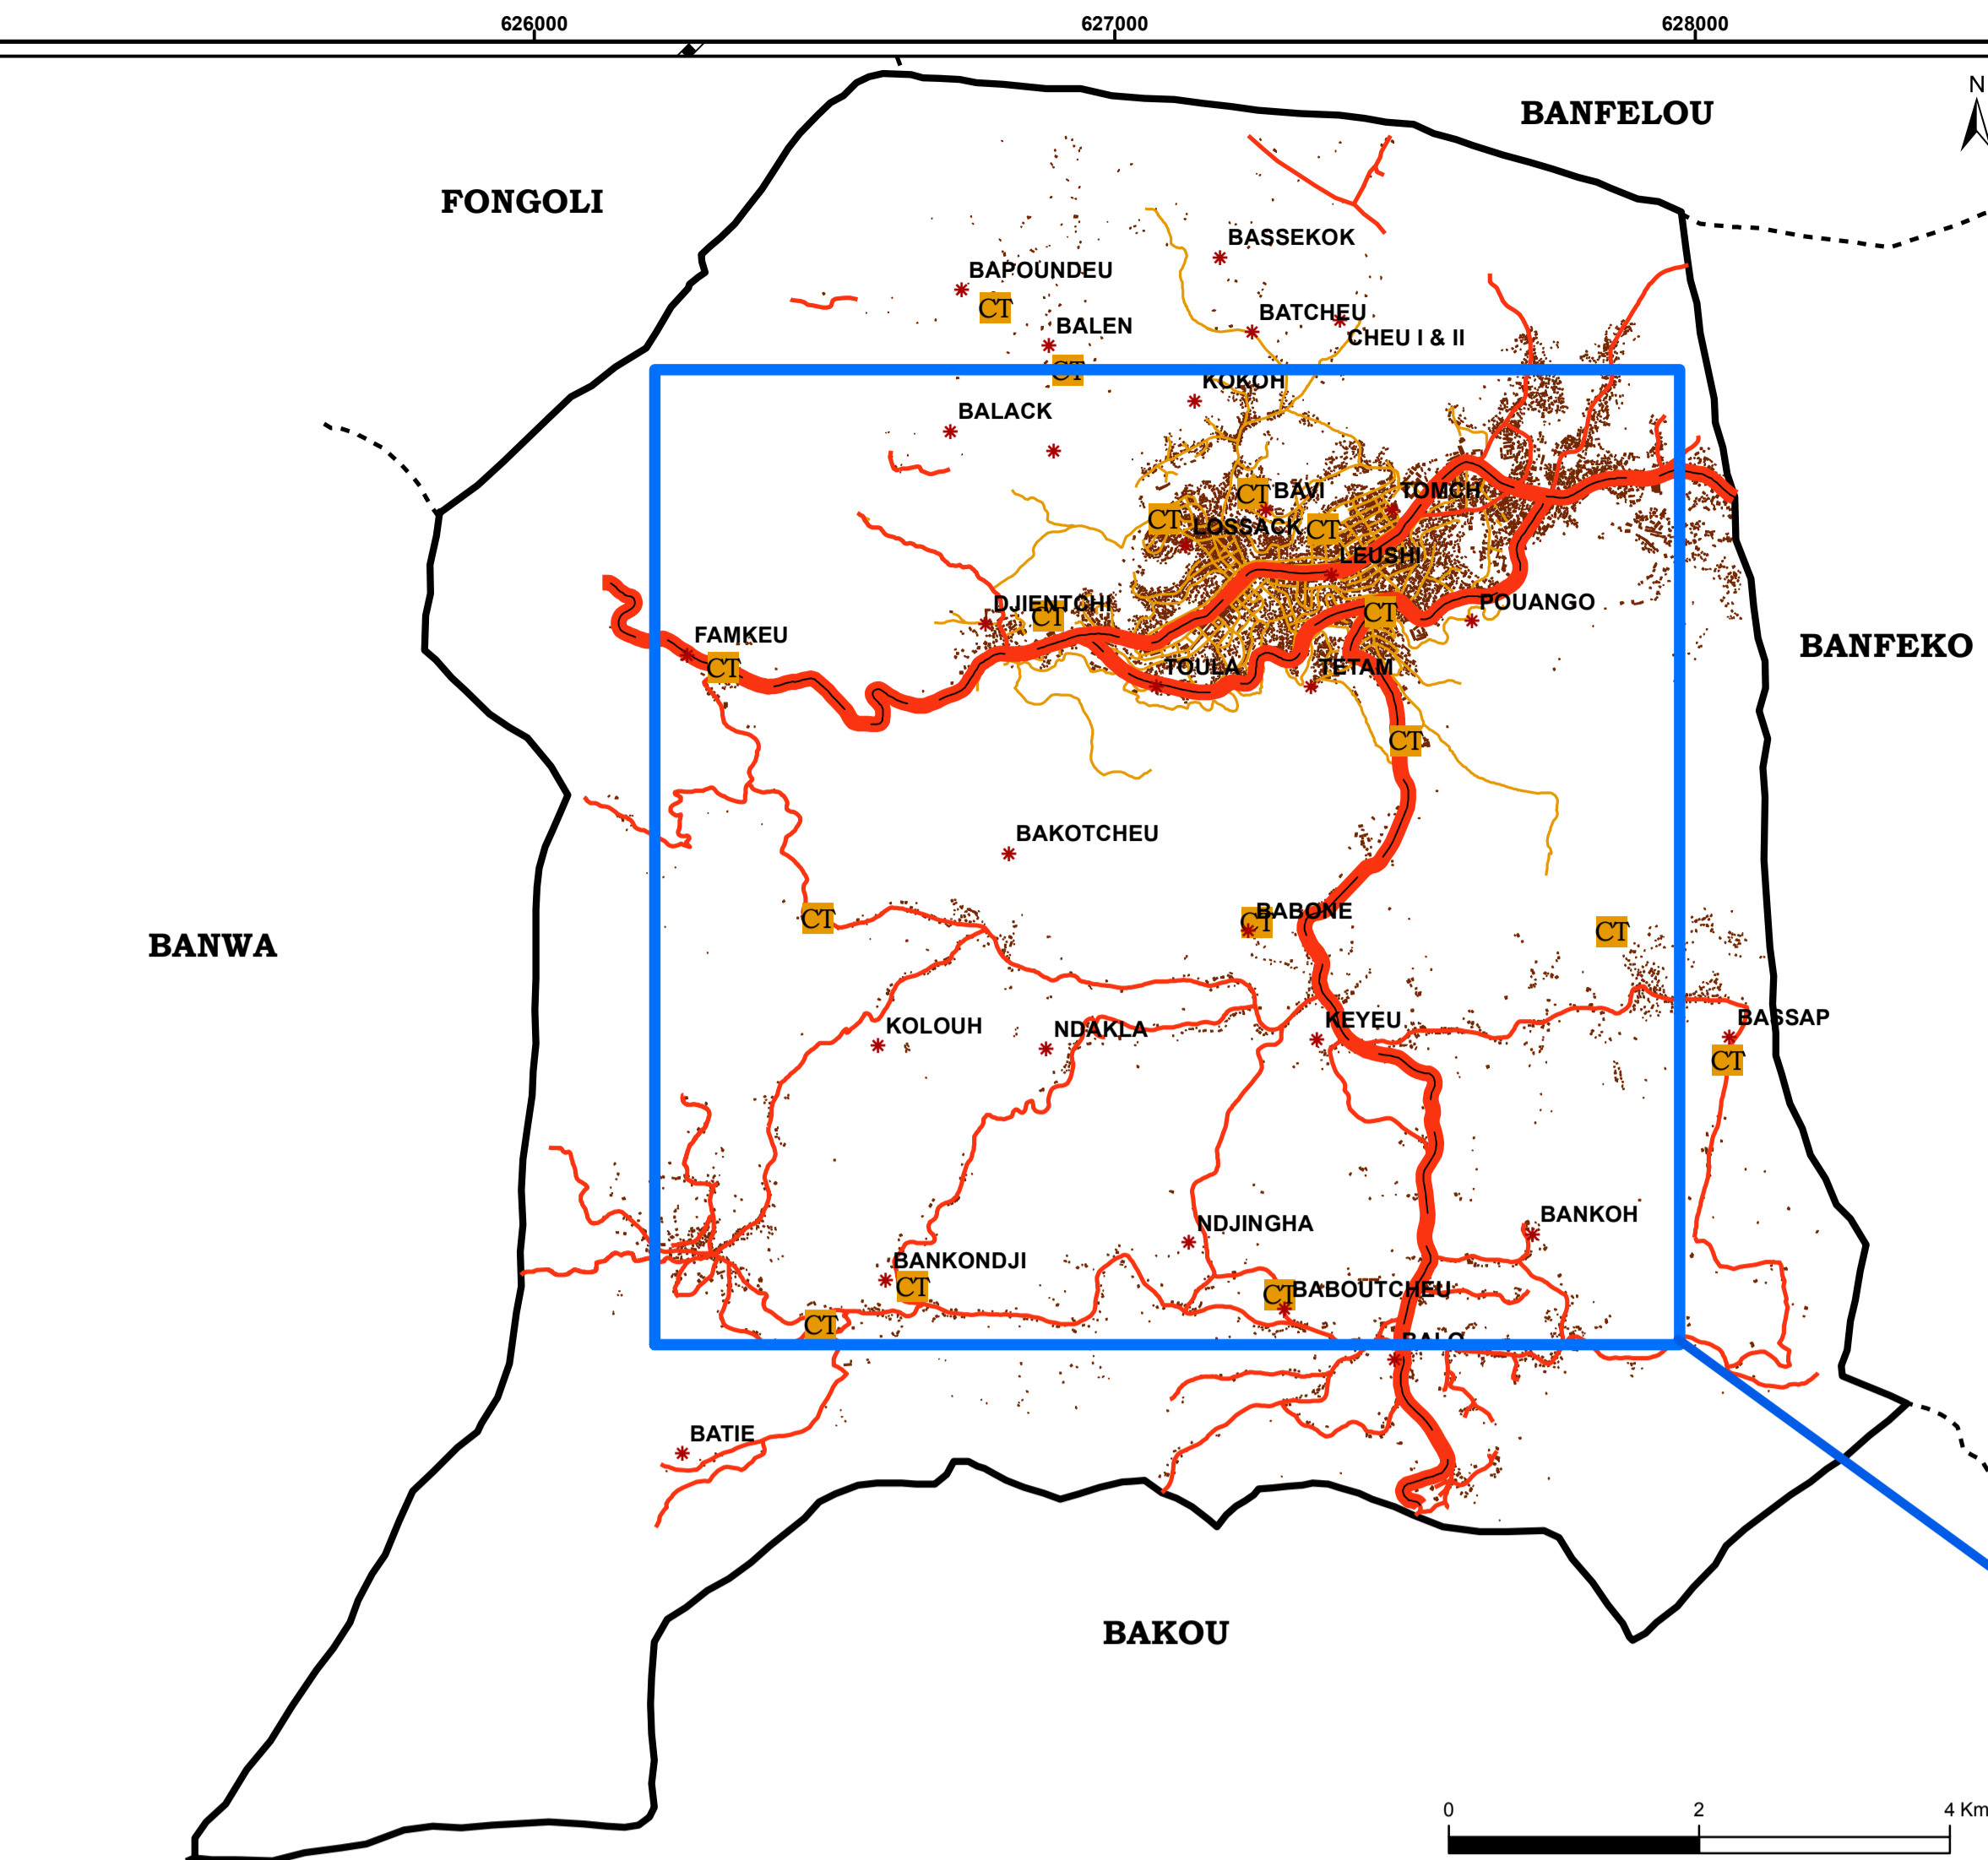 626000 627000 628000
N
BANFELOU
FONGOLI
BASSEKOK
BAPOUNDEU
CT
BATCHEU
BALEN
CHEU I & II
CT
KOKOH
BALACK
CT BAVI
TOMCH
CT LOSSACK CT
LEUSHI
DJIENTCHI CT
CT POUANGO
FAMKEU
BANFEKO
CT
TOULA
TETAM
CT
BAKOTCHEU
CT
CT BABONE
CT
BANWA
KOLOUH
NDAKLA
KEYEU
BASSAP
CT
BANKOH
NDJINGHA
BANKONDJI
CT
CT BABOUTCHEU
CT
BATIE
BAKOU
0 2 4 Km